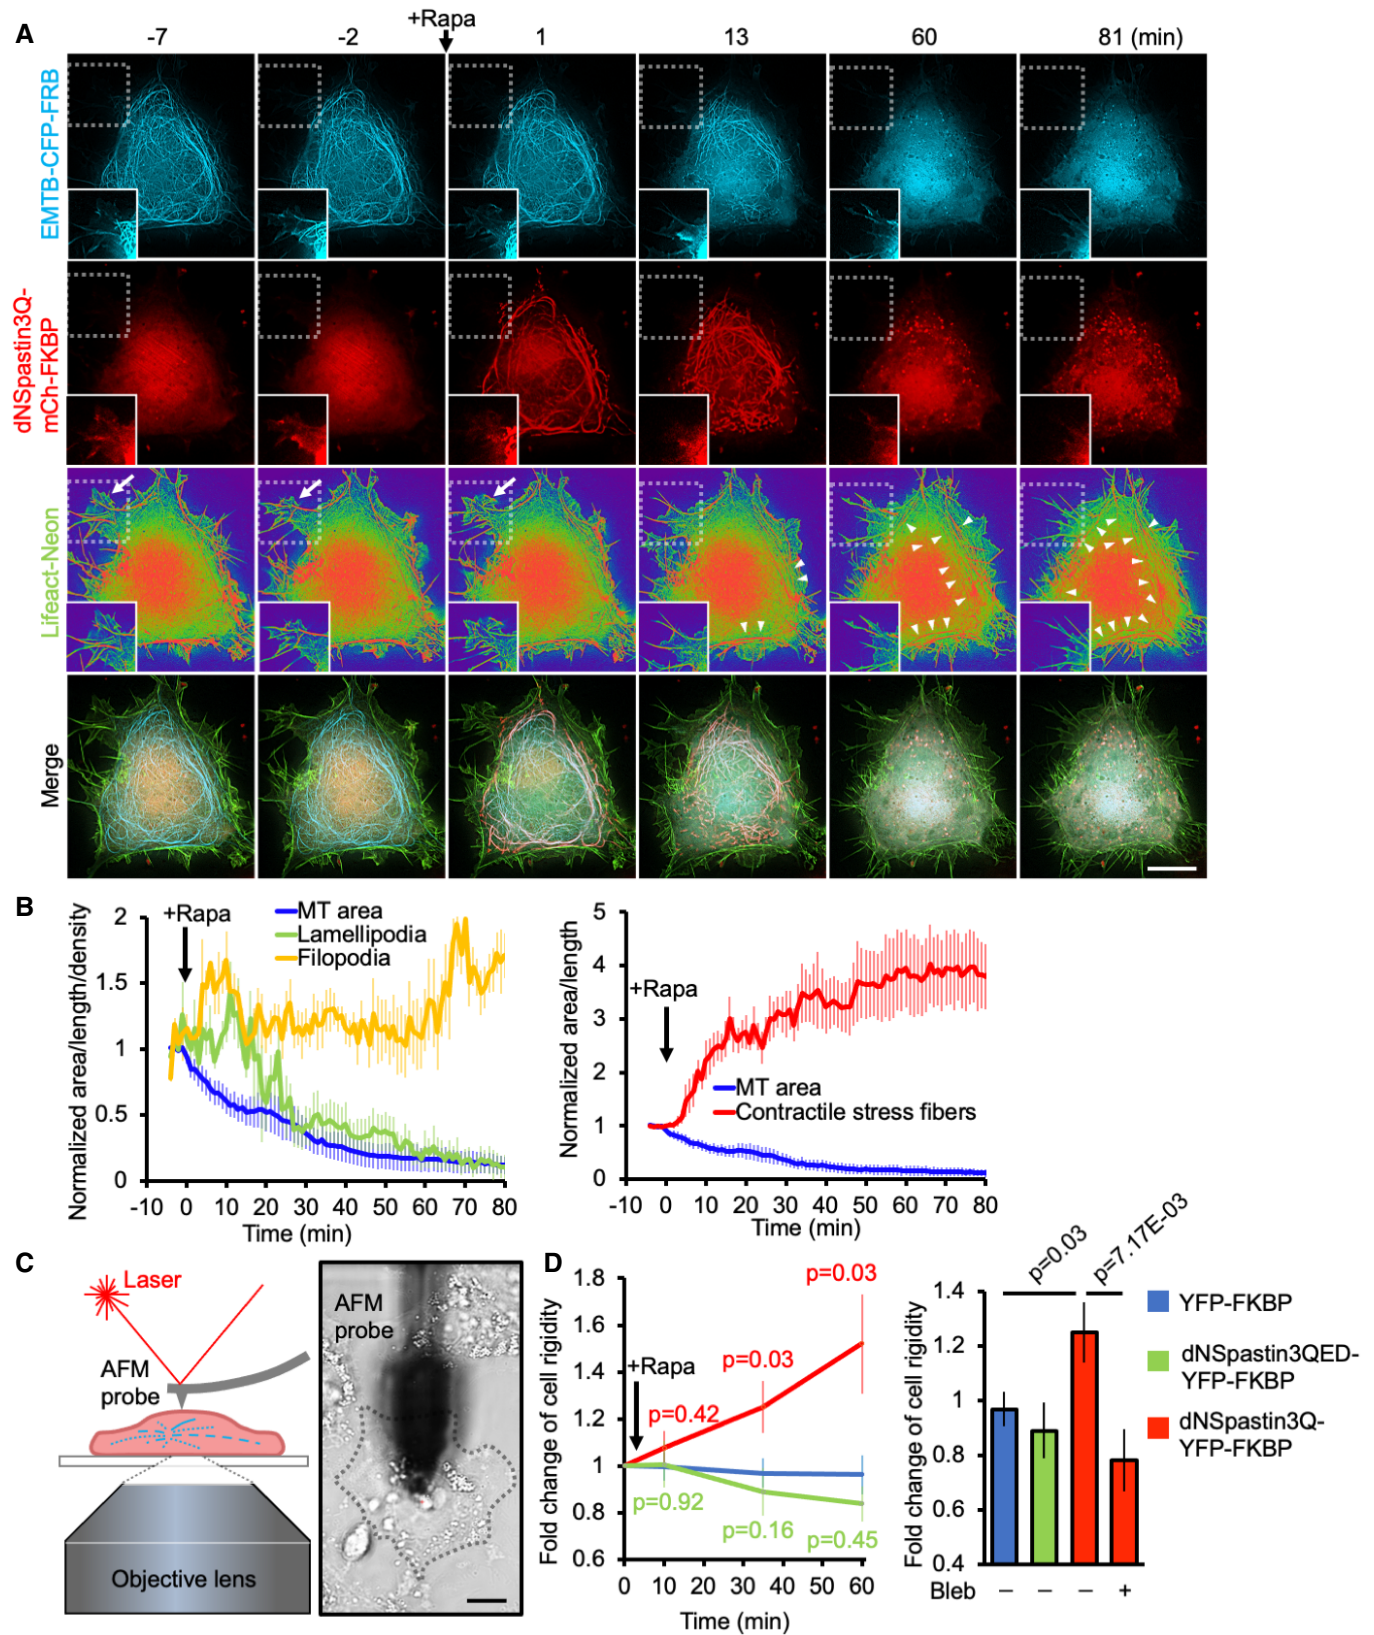 A
+Rapa
-7
-2
1
13
60
81 (min)
EMTB-CFP-FRB
dNSpastin3Q-
mCh-FKBP
Lifeact-Neon
Merge
B
Normalized area/length/density
2
1.5
1
0.5
0
+Rapa
MT area
Lamellipodia
Filopodia
-10 0 10 20 30 40 50 60 70 80
Time (min)
Normalized area/length
5
4
3
2
1
0
+Rapa
MT area
Contractile stress fibers
-10 0 10 20 30 40 50 60 70 80
Time (min)
C
Laser
AFM
probe
Objective lens
AFM
probe
D
Fold change of cell rigidity
1.8
1.6
1.4
1.2
1
0.8
0.6
+Rapa
p=0.03
p=0.03
p=0.42
p=0.92
p=0.16
p=0.45
0 10 20 30 40 50 60
Time (min)
Fold change of cell rigidity
1.4
1.2
1
0.8
0.6
0.4
p=0.03
p=7.17E-03
Bleb − − − +
YFP-FKBP
dNSpastin3QED-
YFP-FKBP
dNSpastin3Q-
YFP-FKBP